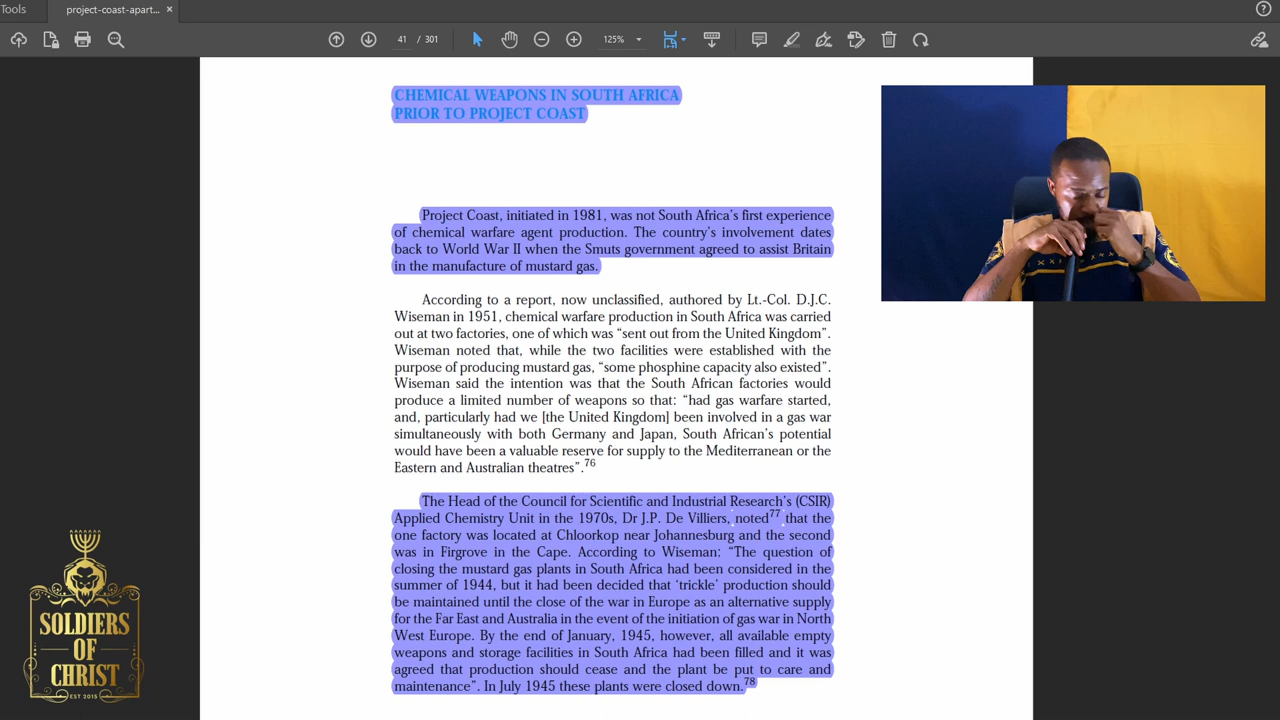 Tools
project-coast-apart... ×
41 / 301
125%
CHEMICAL WEAPONS IN SOUTH AFRICA
PRIOR TO PROJECT COAST
Project Coast, initiated in 1981, was not South Africa's first experience
of chemical warfare agent production. The country's involvement dates
back to World War II when the Smuts government agreed to assist Britain
in the manufacture of mustard gas.
According to a report, now unclassified, authored by Lt.-Col. D.J.C.
Wiseman in 1951, chemical warfare production in South Africa was carried
out at two factories, one of which was “sent out from the United Kingdom”.
Wiseman noted that, while the two facilities were established with the
purpose of producing mustard gas, “some phosphine capacity also existed”.
Wiseman said the intention was that the South African factories would
produce a limited number of weapons so that: “had gas warfare started,
and, particularly had we [the United Kingdom] been involved in a gas war
simultaneously with both Germany and Japan, South African's potential
would have been a valuable reserve for supply to the Mediterranean or the
Eastern and Australian theatres”.76
The Head of the Council for Scientific and Industrial Research's (CSIR)
Applied Chemistry Unit in the 1970s, Dr J.P. De Villiers, noted77 that the
one factory was located at Chloorkop near Johannesburg and the second
was in Firgrove in the Cape. According to Wiseman: “The question of
closing the mustard gas plants in South Africa had been considered in the
summer of 1944, but it had been decided that ‘trickle’ production should
be maintained until the close of the war in Europe as an alternative supply
for the Far East and Australia in the event of the initiation of gas war in North
West Europe. By the end of January, 1945, however, all available empty
weapons and storage facilities in South Africa had been filled and it was
agreed that production should cease and the plant be put to care and
maintenance”. In July 1945 these plants were closed down.78
SOLDIERS
OF
CHRIST
EST 2015